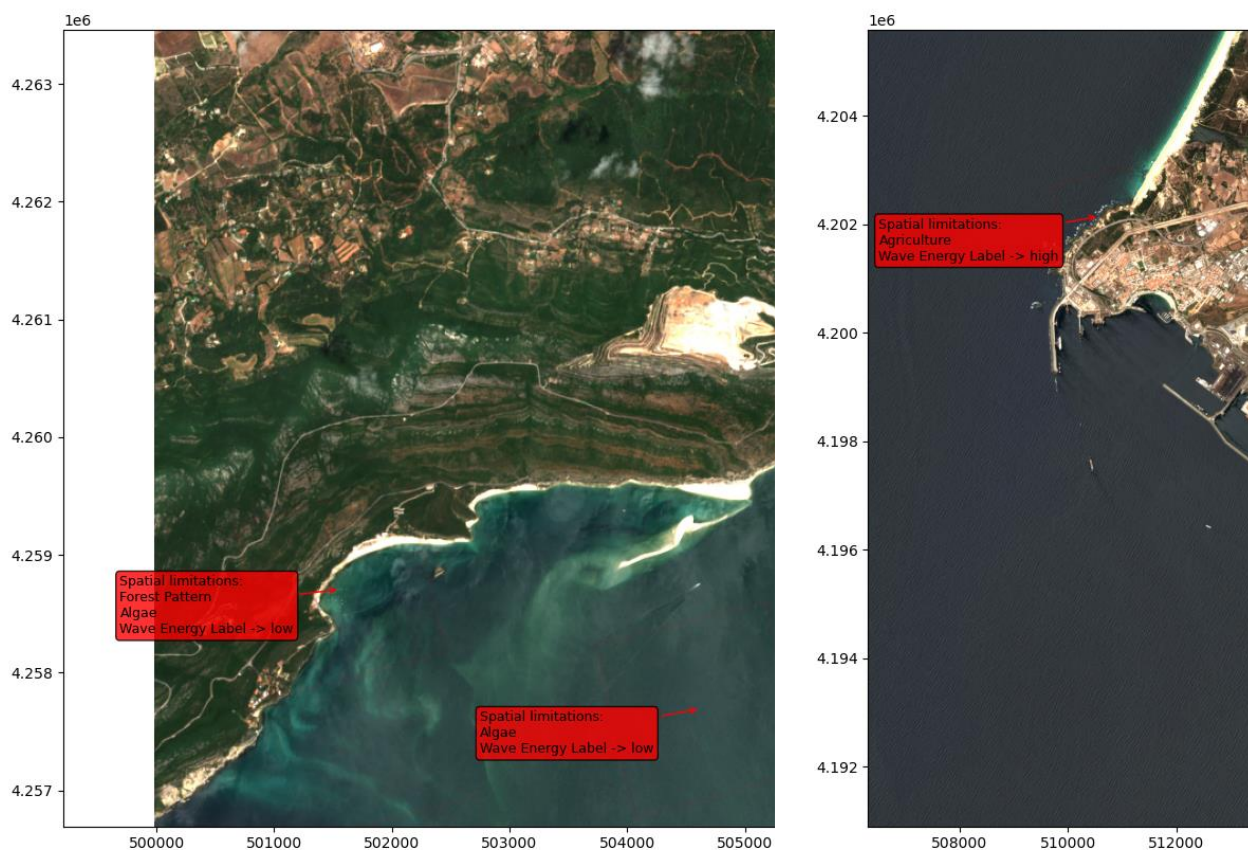 1e6
4.263
4.262
4.261
4.260
4.259
4.258
4.257
500000 501000 502000 503000 504000 505000
Spatial limitations:
Forest Pattern
Algae
Wave Energy Label -> low
Spatial limitations:
Algae
Wave Energy Label -> low
1e6
4.204
4.202
4.200
4.198
4.196
4.194
4.192
508000 510000 512000
Spatial limitations:
Agriculture
Wave Energy Label -> high